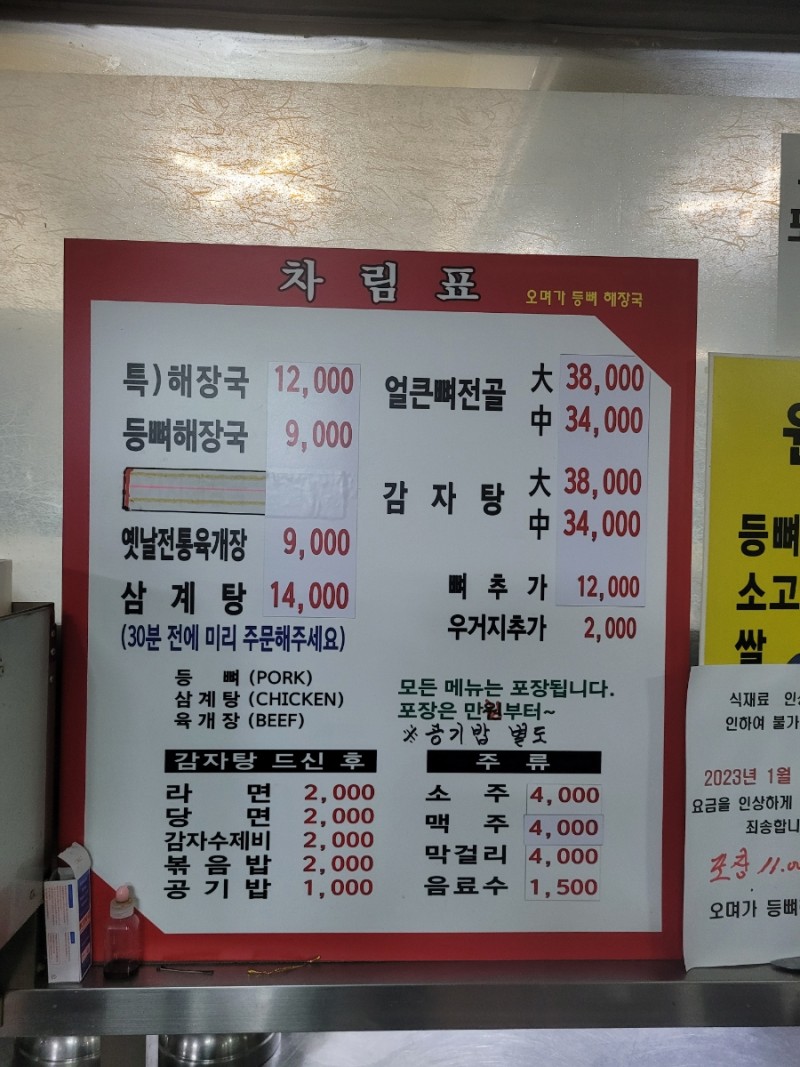 차림표
오며가 등뼈 해장국
특)해장국 12,000
등뼈해장국 9,000
옛날전통육개장 9,000
삼계탕 14,000
(30분 전에 미리 주문해주세요)
얼큰뼈전골 大 38,000
中 34,000
감자탕 大 38,000
中 34,000
뼈추가 12,000
우거지추가 2,000
등뼈 (PORK)
삼계탕 (CHICKEN)
육개장 (BEEF)
모든 메뉴는 포장됩니다.
포장은 만원부터~
※공기밥 별도
감자탕 드신 후
라면 2,000
당면 2,000
감자수제비 2,000
볶음밥 2,000
공기밥 1,000
주류
소주 4,000
맥주 4,000
막걸리 4,000
음료수 1,500
등뼈
소고
쌀
식재료
인하여 불가
2023년 1월
요금을 인상하게
죄송합니
포장
오며가 등뼈